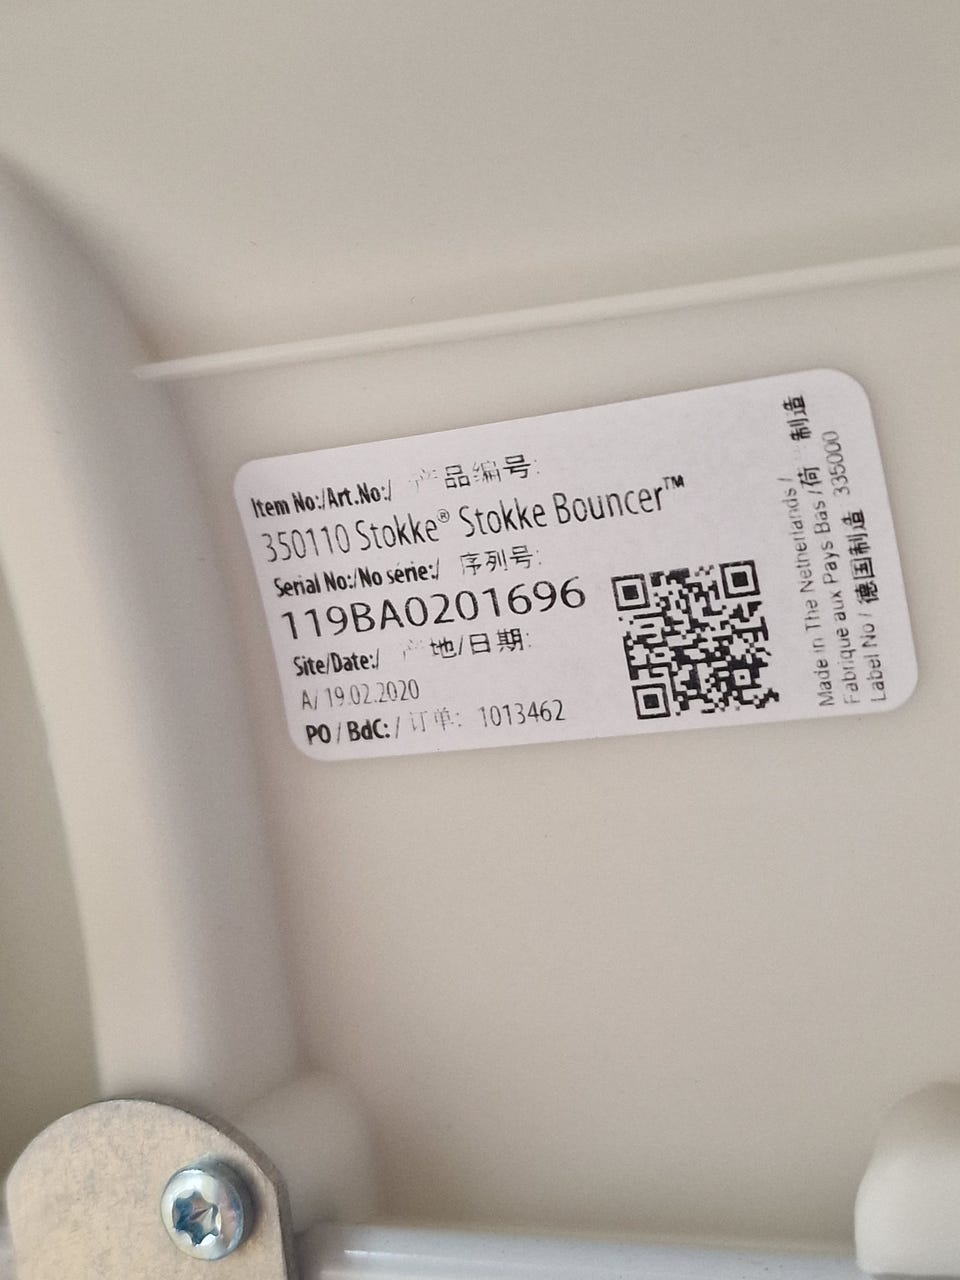 Item No:/Art.No:/ 产品编号:
350110 Stokke® Stokke Bouncer™
Serial No:/No série:/ 序列号:
119BA0201696
Site/Date:/ 产地/日期:
A/ 19.02.2020
PO / BdC: / 订单: 1013462
Made in The Netherlands /
Fabrique aux Pays Bas /荷 制造
Label No / 德国制造 335000